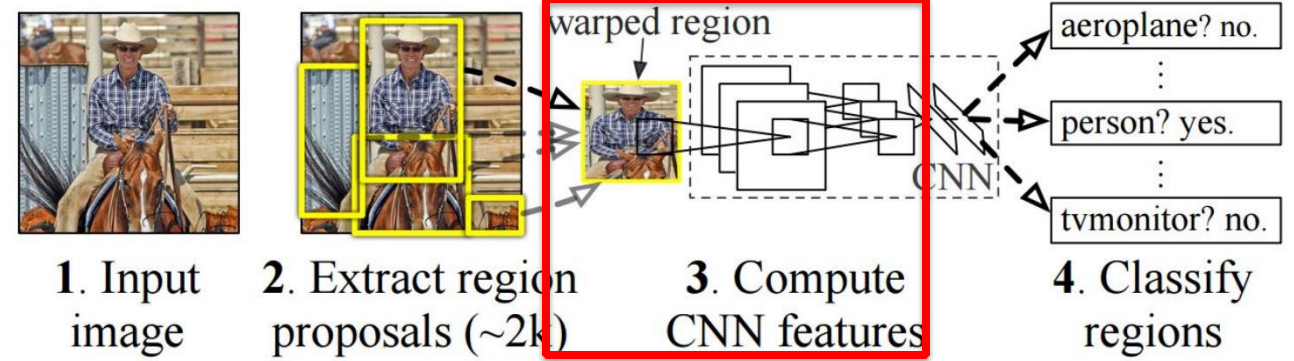 warped region
aeroplane? no.
person? yes.
CNN
tvmonitor? no.
1. Input
image
2. Extract region
proposals (~2k)
3. Compute
CNN features
4. Classify
regions